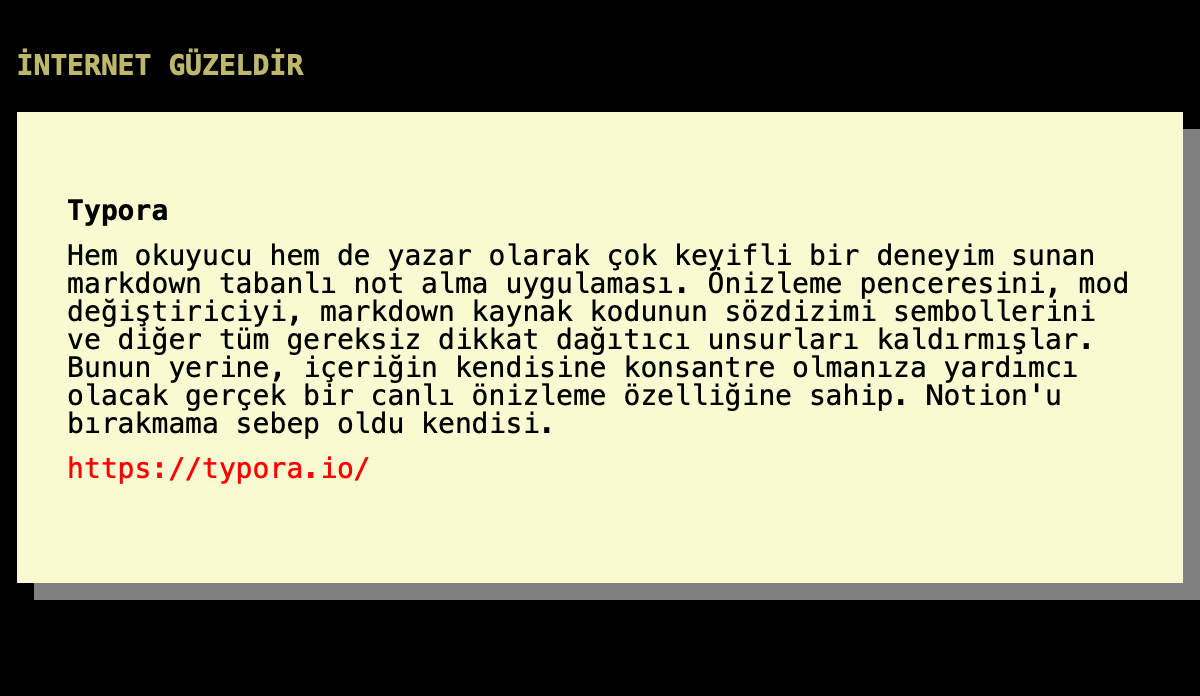 İNTERNET GÜZELDİR
Typora
Hem okuyucu hem de yazar olarak çok keyifli bir deneyim sunan
markdown tabanlı not alma uygulaması. Önizleme penceresini, mod
değiştiriciyi, markdown kaynak kodunun sözdizimi sembollerini
ve diğer tüm gereksiz dikkat dağıtıcı unsurları kaldırmışlar.
Bunun yerine, içeriğin kendisine konsantre olmanıza yardımcı
olacak gerçek bir canlı önizleme özelliğine sahip. Notion'u
bırakmama sebep oldu kendisi.
https://typora.io/